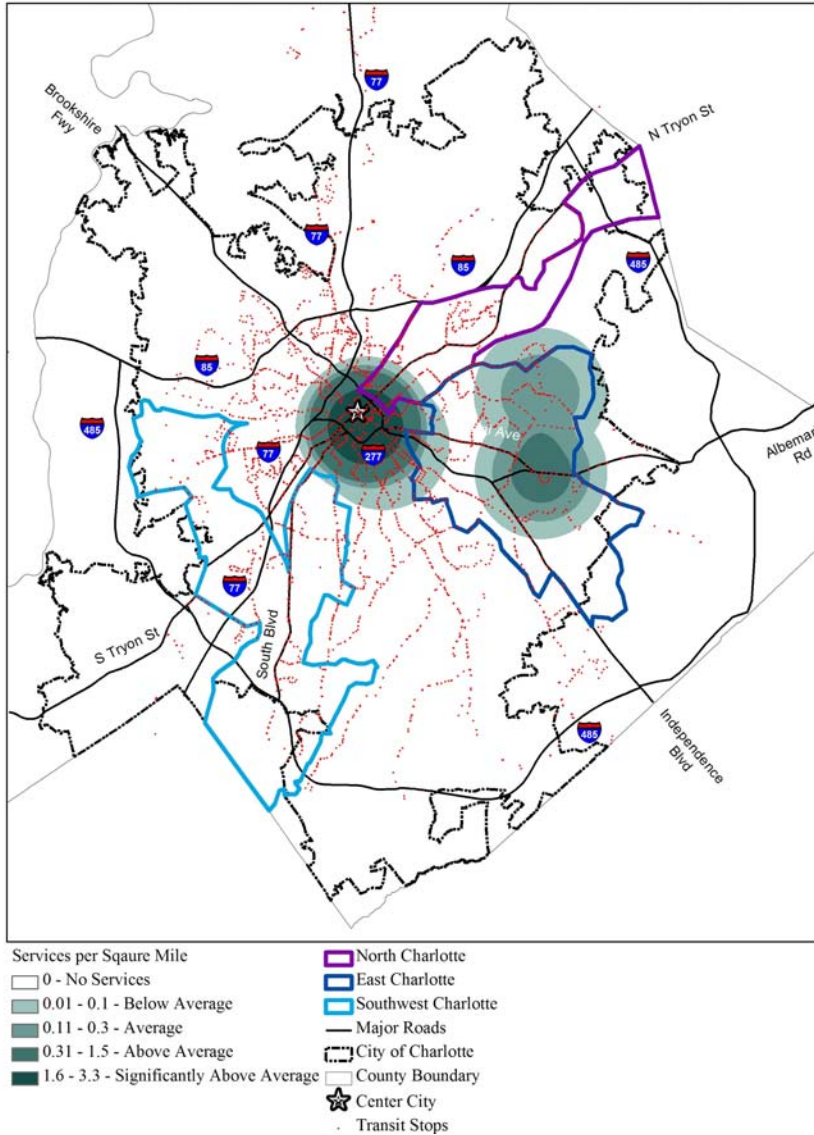 77
Brookshire
Fwy
N Tryon St
77
85
485
85
485
77
277
Ave
Albemar
Rd
77
S Tryon St
South Blvd
485
Independence
Blvd
Services per Sqaure Mile
0 - No Services
0.01 - 0.1 - Below Average
0.11 - 0.3 - Average
0.31 - 1.5 - Above Average
1.6 - 3.3 - Significantly Above Average
North Charlotte
East Charlotte
Southwest Charlotte
Major Roads
City of Charlotte
County Boundary
Center City
Transit Stops